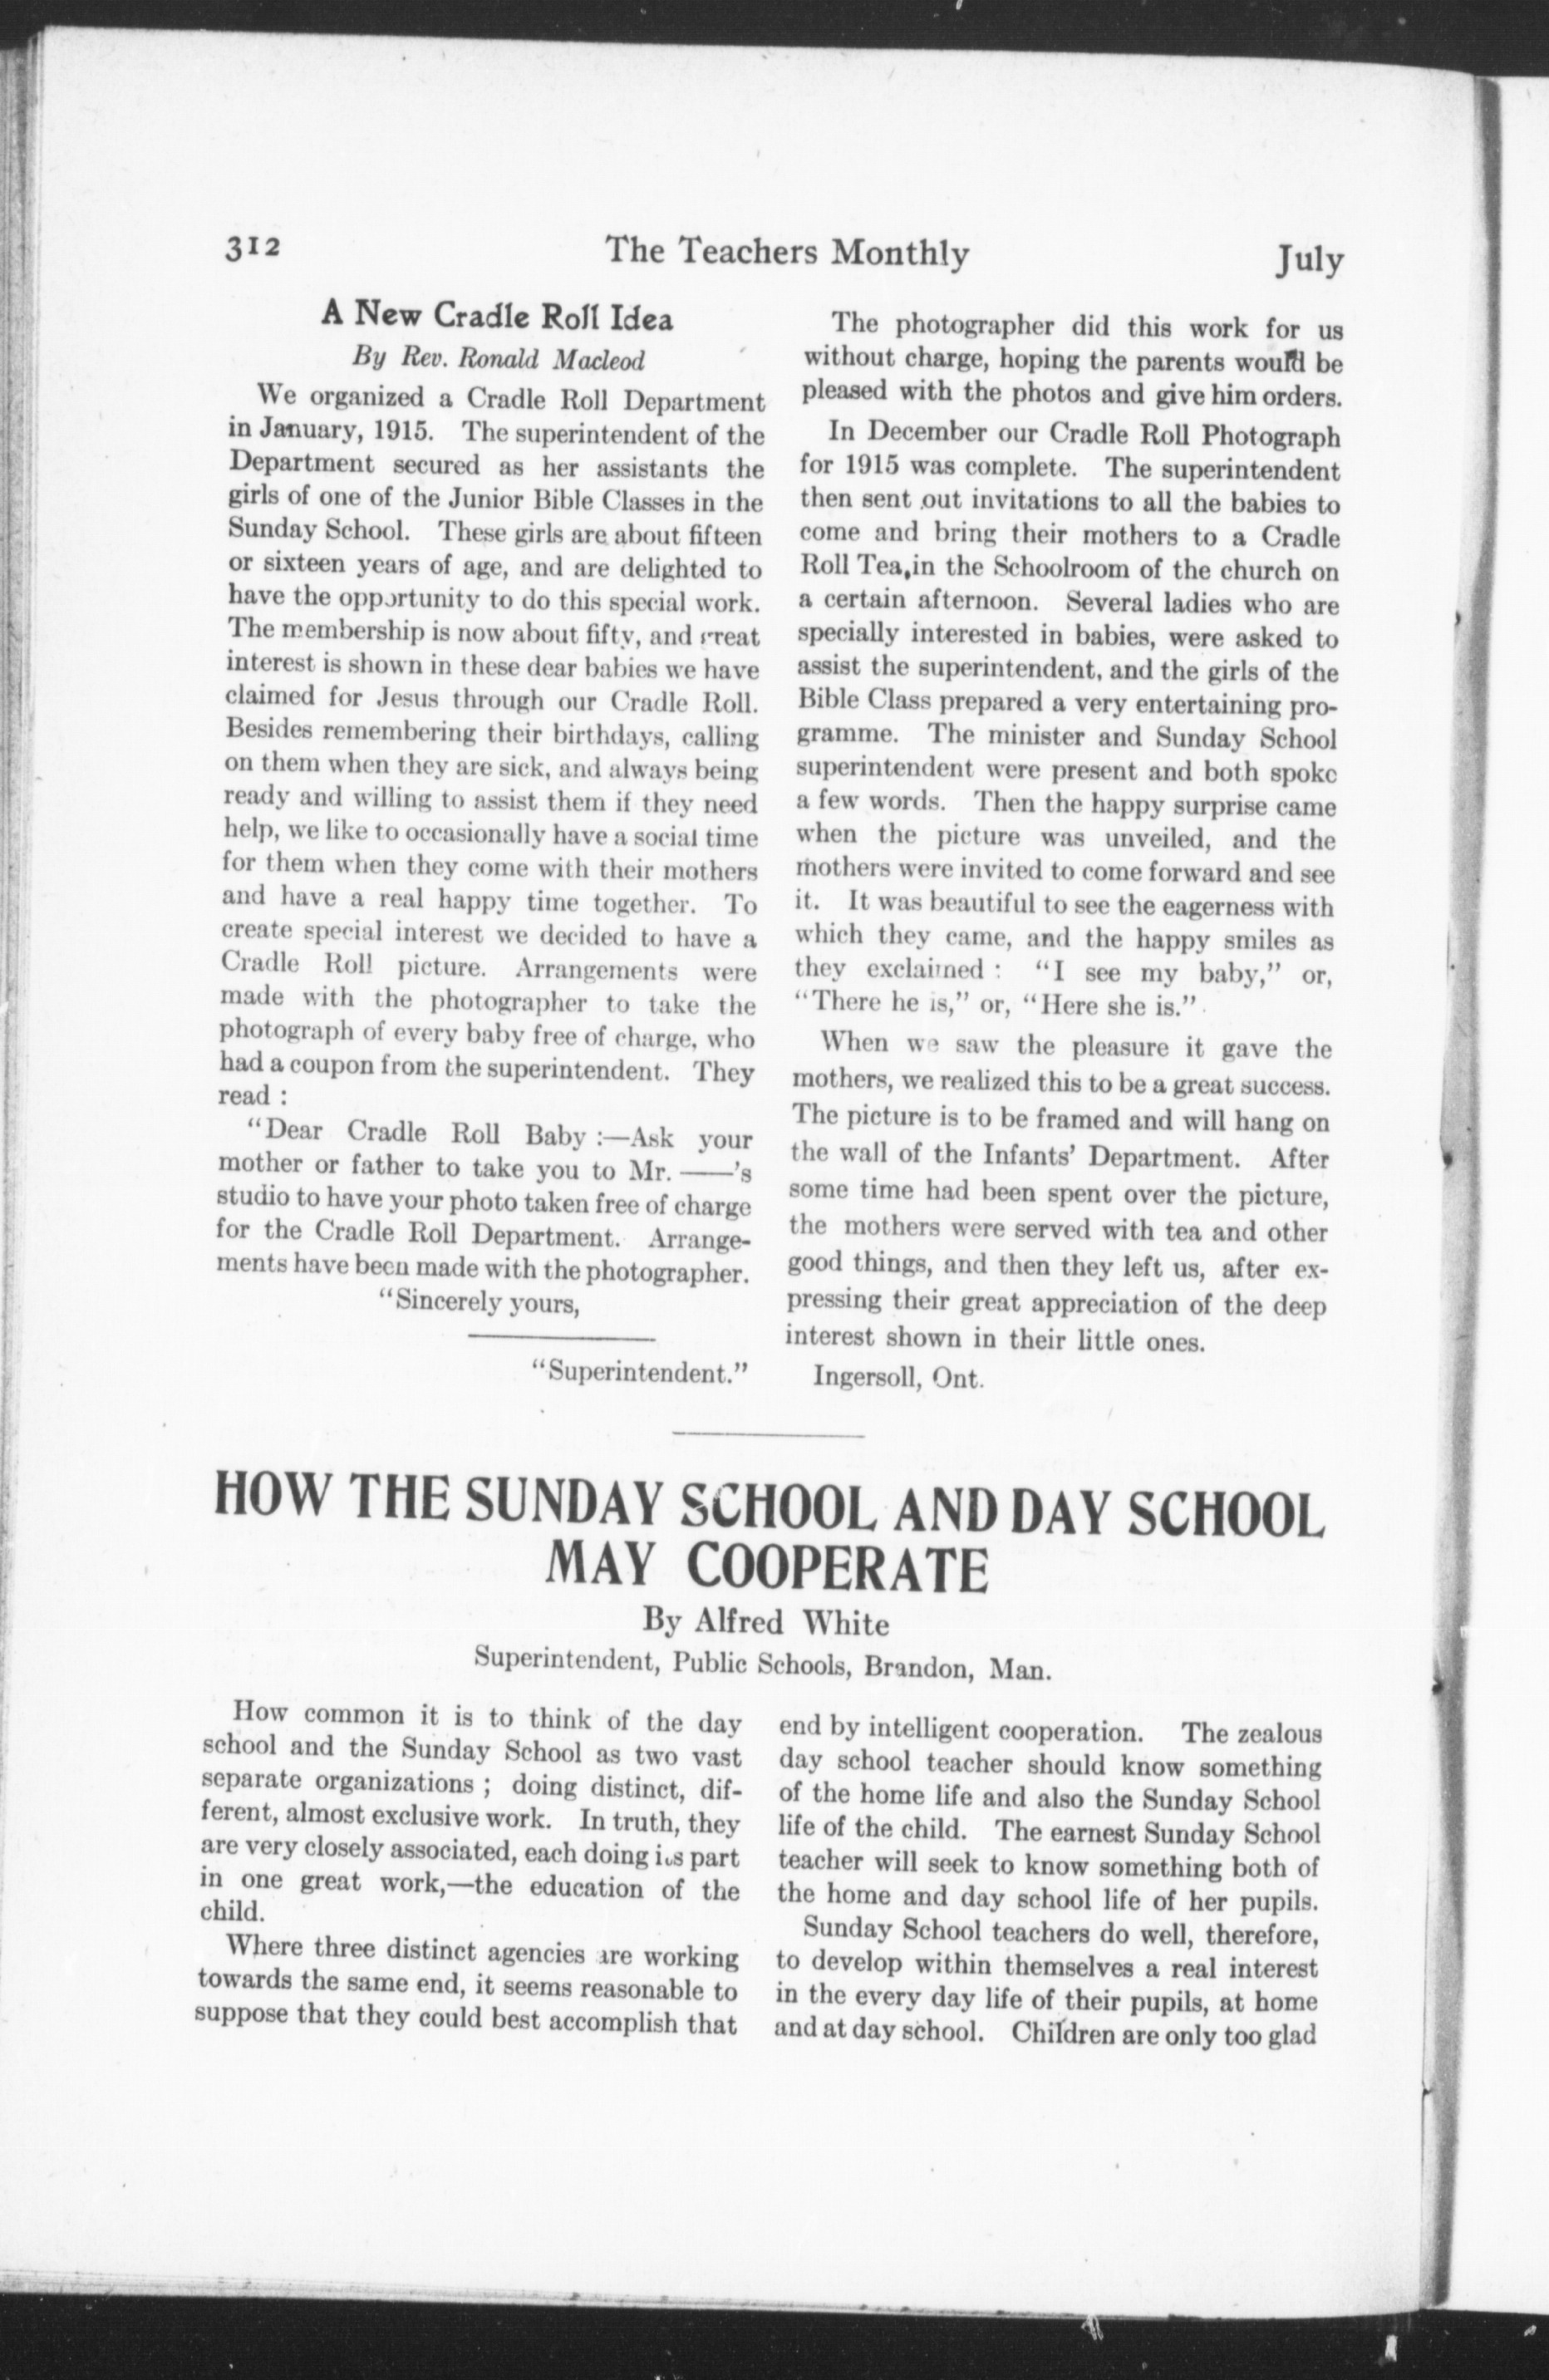 312 The Teachers Monthly July
A New Cradle Roll Idea
By Rev. Ronald Macleod
We organized a Cradle Roll Department
in January, 1915. The superintendent of the
Department secured as her assistants the
girls of one of the Junior Bible Classes in the
Sunday School. These girls are about fifteen
or sixteen years of age, and are delighted to
have the opportunity to do this special work.
The membership is now about fifty, and great
interest is shown in these dear babies we have
claimed for Jesus through our Cradle Roll.
Besides remembering their birthdays, calling
on them when they are sick, and always being
ready and willing to assist them if they need
help, we like to occasionally have a social time
for them when they come with their mothers
and have a real happy time together. To
create special interest we decided to have a
Cradle Roll picture. Arrangements were
made with the photographer to take the
photograph of every baby free of charge, who
had a coupon from the superintendent. They
read :
"Dear Cradle Roll Baby :—Ask your
mother or father to take you to Mr. ——'s
studio to have your photo taken free of charge
for the Cradle Roll Department. Arrange-
ments have been made with the photographer.
"Sincerely yours,
"Superintendent."
The photographer did this work for us
without charge, hoping the parents would be
pleased with the photos and give him orders.
In December our Cradle Roll Photograph
for 1915 was complete. The superintendent
then sent out invitations to all the babies to
come and bring their mothers to a Cradle
Roll Tea, in the Schoolroom of the church on
a certain afternoon. Several ladies who are
specially interested in babies, were asked to
assist the superintendent, and the girls of the
Bible Class prepared a very entertaining pro-
gramme. The minister and Sunday School
superintendent were present and both spoke
a few words. Then the happy surprise came
when the picture was unveiled, and the
mothers were invited to come forward and see
it. It was beautiful to see the eagerness with
which they came, and the happy smiles as
they exclaimed : "I see my baby," or,
"There he is," or, "Here she is."
When we saw the pleasure it gave the
mothers, we realized this to be a great success.
The picture is to be framed and will hang on
the wall of the Infants' Department. After
some time had been spent over the picture,
the mothers were served with tea and other
good things, and then they left us, after ex-
pressing their great appreciation of the deep
interest shown in their little ones.
Ingersoll, Ont.
HOW THE SUNDAY SCHOOL AND DAY SCHOOL
MAY COOPERATE
By Alfred White
Superintendent, Public Schools, Brandon, Man.
How common it is to think of the day
school and the Sunday School as two vast
separate organizations ; doing distinct, dif-
ferent, almost exclusive work. In truth, they
are very closely associated, each doing its part
in one great work,—the education of the
child.
Where three distinct agencies are working
towards the same end, it seems reasonable to
suppose that they could best accomplish that
end by intelligent cooperation. The zealous
day school teacher should know something
of the home life and also the Sunday School
life of the child. The earnest Sunday School
teacher will seek to know something both of
the home and day school life of her pupils.
Sunday School teachers do well, therefore,
to develop within themselves a real interest
in the every day life of their pupils, at home
and at day school. Children are only too glad